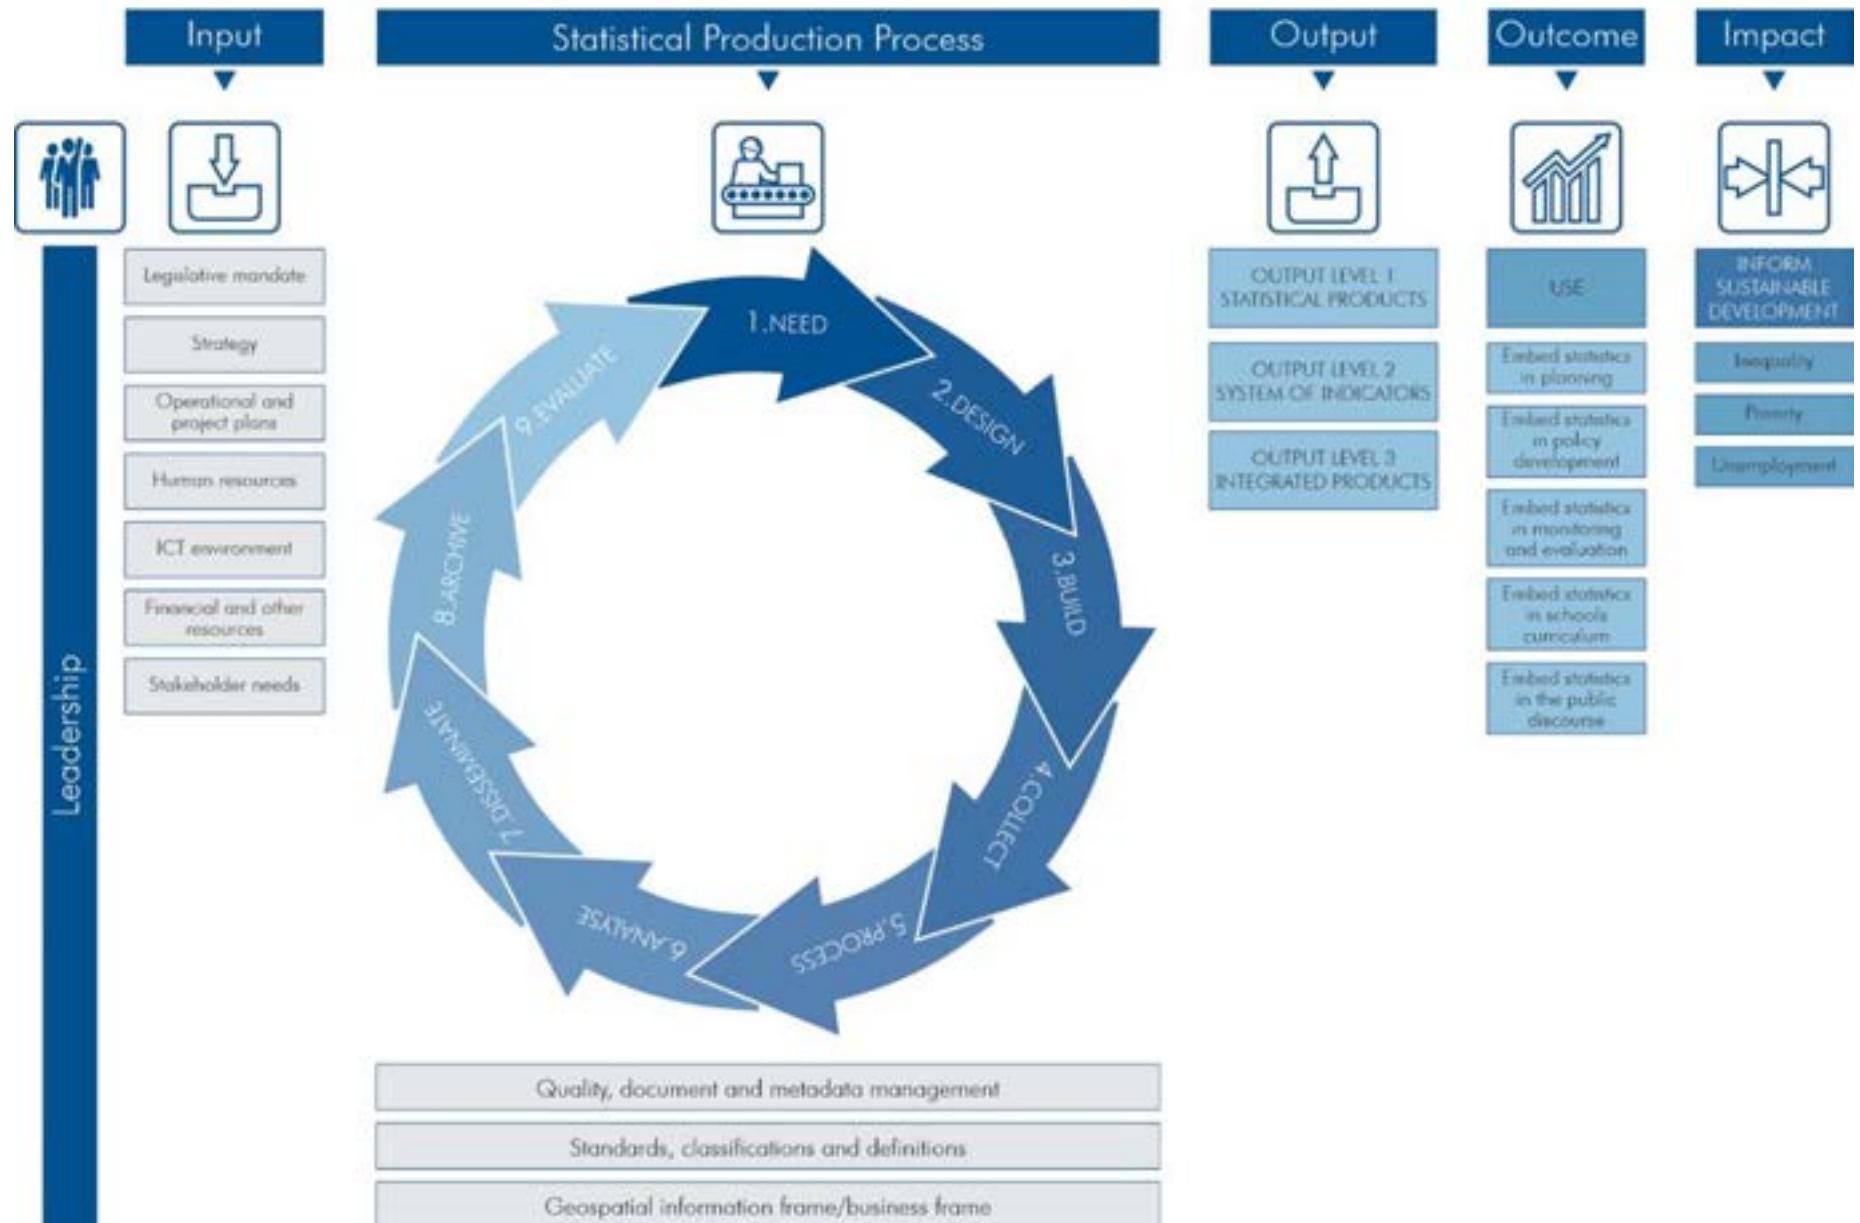 Input
Statistical Production Process
Output
Outcome
Impact
Leadership
Legislative mandate
Strategy
Operational and
project plans
Human resources
ICT environment
Financial and other
resources
Stakeholder needs
1.NEED
2.DESIGN
3.BUILD
4.COLLECT
5.PROCESS
6.ANALYSE
7.DISSEMINATE
8.ARCHIVE
9.EVALUATE
Quality, document and metadata management
Standards, classifications and definitions
Geospatial information frame/business frame
OUTPUT LEVEL 1
STATISTICAL PRODUCTS
OUTPUT LEVEL 2
SYSTEM OF INDICATORS
OUTPUT LEVEL 3
INTEGRATED PRODUCTS
USE
Embed statistics
in planning
Embed statistics
in policy
development
Embed statistics
in monitoring
and evaluation
Embed statistics
in schools
curriculum
Embed statistics
in the public
discourse
INFORM
SUSTAINABLE
DEVELOPMENT
Inequality
Poverty
Unemployment